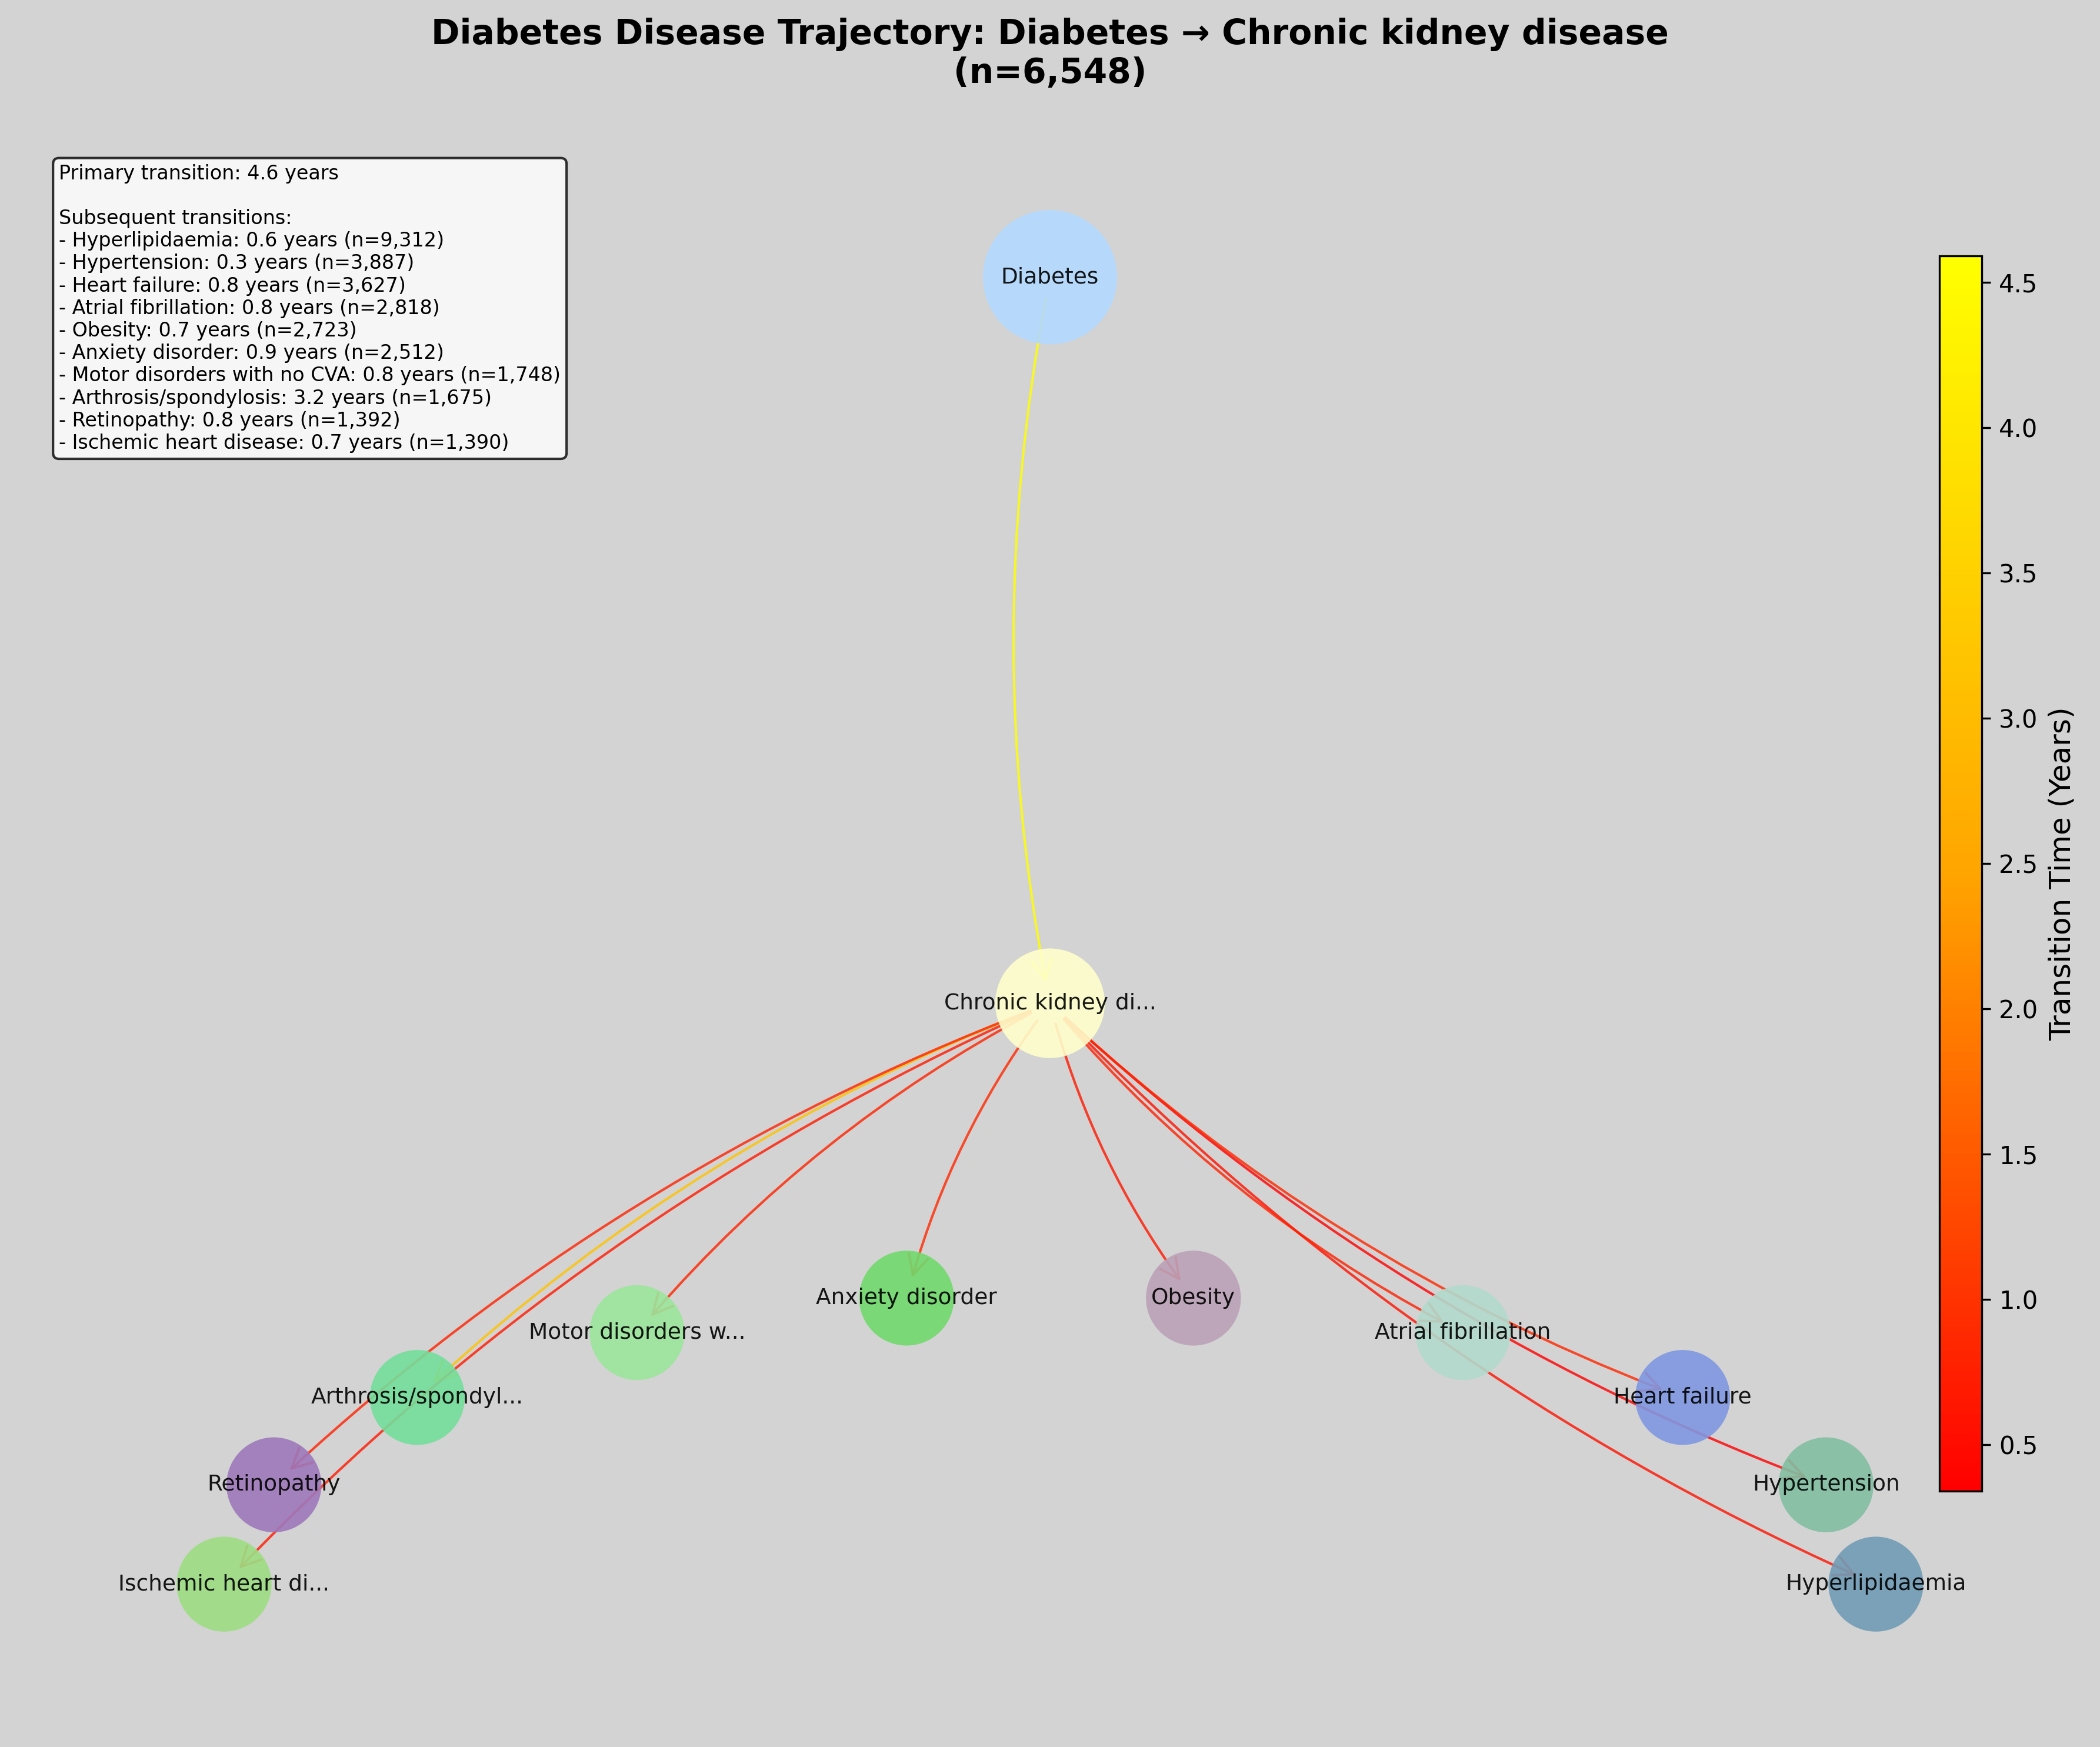 Diabetes Disease Trajectory: Diabetes → Chronic kidney disease
(n=6,548)
Primary transition: 4.6 years
Subsequent transitions:
- Hyperlipidaemia: 0.6 years (n=9,312)
- Hypertension: 0.3 years (n=3,887)
- Heart failure: 0.8 years (n=3,627)
- Atrial fibrillation: 0.8 years (n=2,818)
- Obesity: 0.7 years (n=2,723)
- Anxiety disorder: 0.9 years (n=2,512)
- Motor disorders with no CVA: 0.8 years (n=1,748)
- Arthrosis/spondylosis: 3.2 years (n=1,675)
- Retinopathy: 0.8 years (n=1,392)
- Ischemic heart disease: 0.7 years (n=1,390)
Diabetes
Chronic kidney di...
Anxiety disorder
Obesity
Motor disorders w...
Atrial fibrillation
Arthrosis/spondyl...
Heart failure
Retinopathy
Hypertension
Ischemic heart di...
Hyperlipidaemia
4.5
4.0
3.5
3.0
2.5
2.0
1.5
1.0
0.5
Transition Time (Years)